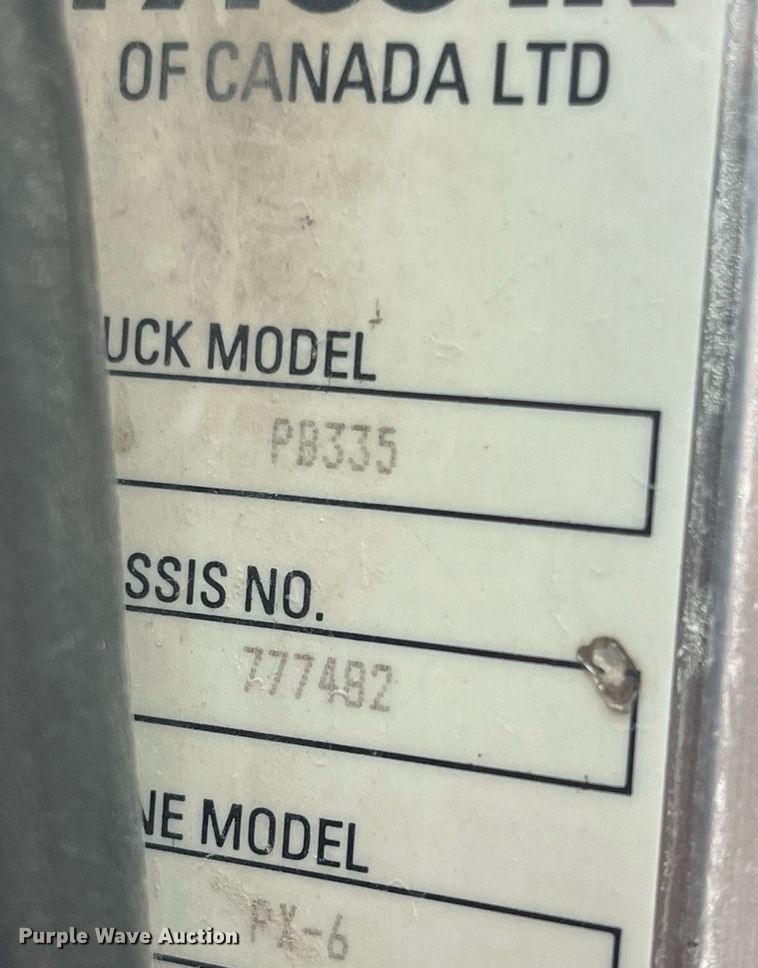 OF CANADA LTD
UCK MODEL
PB335
SSIS NO.
777482
NE MODEL
PX-6
Purple Wave Auction